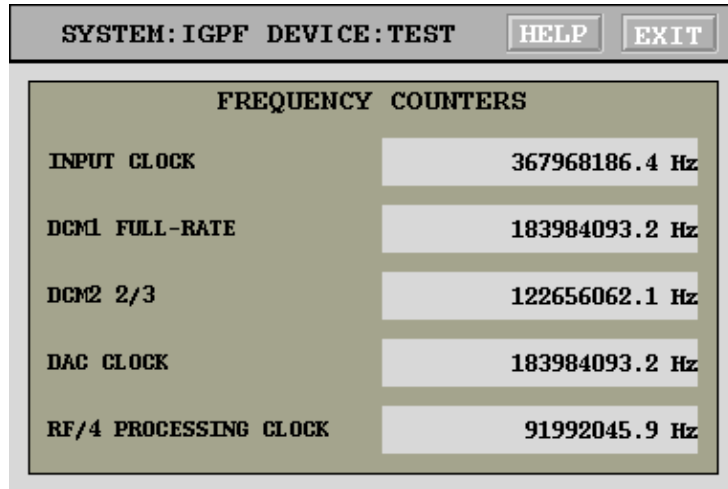 SYSTEM:IGPF DEVICE:TEST HELP EXIT
FREQUENCY COUNTERS
INPUT CLOCK 367968186.4 Hz
DCM1 FULL-RATE 183984093.2 Hz
DCM2 2/3 122656062.1 Hz
DAC CLOCK 183984093.2 Hz
RF/4 PROCESSING CLOCK 91992045.9 Hz